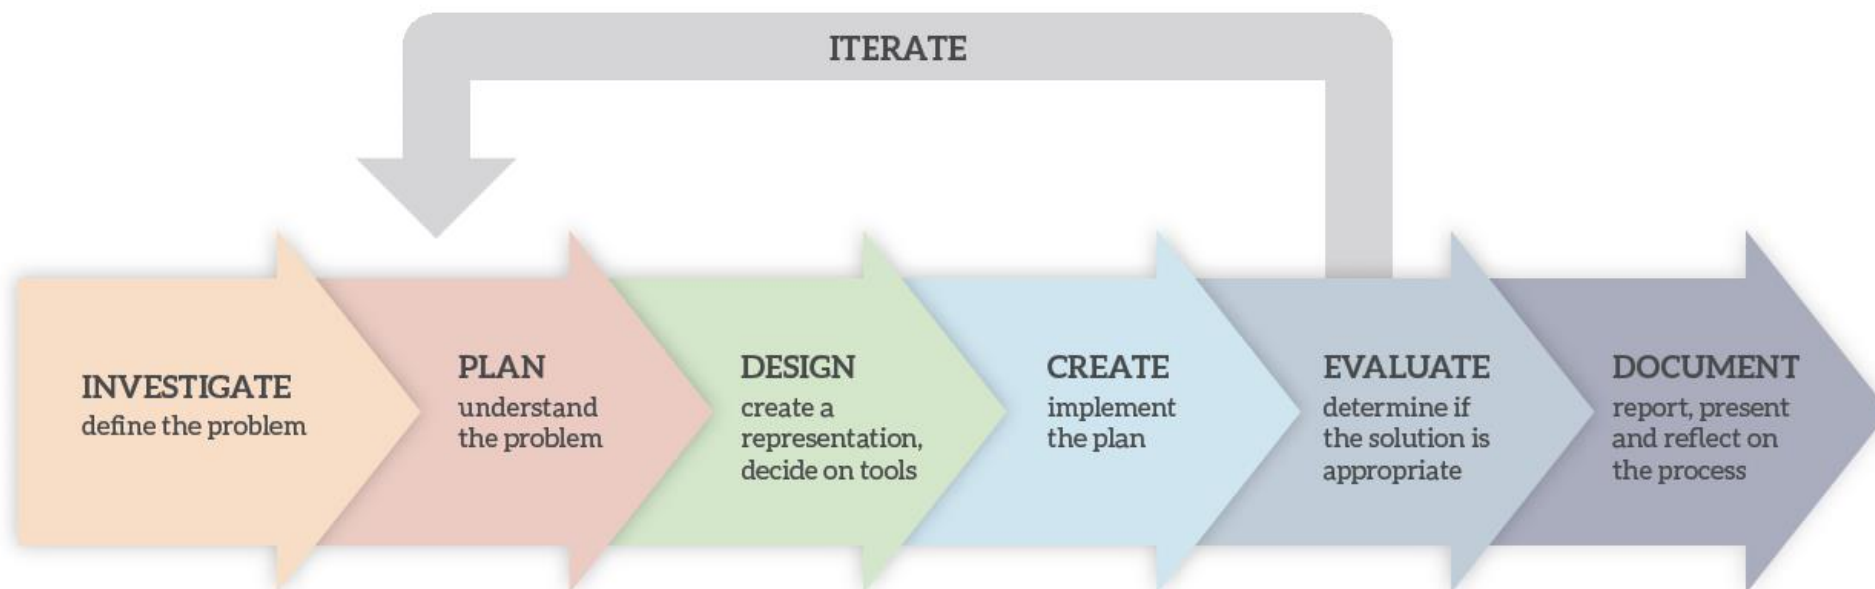 ITERATE
INVESTIGATE
define the problem
PLAN
understand
the problem
DESIGN
create a
representation,
decide on tools
CREATE
implement
the plan
EVALUATE
determine if
the solution is
appropriate
DOCUMENT
report, present
and reflect on
the process